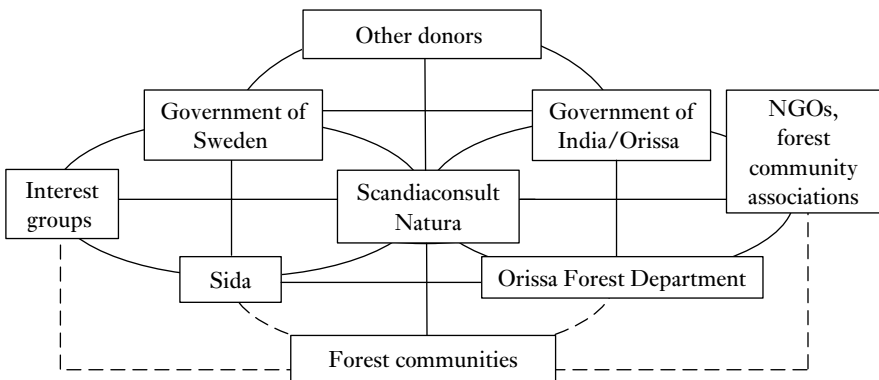 Other donors
Government of
Sweden
Government of
India/Orissa
NGOs,
forest
community
associations
Interest
groups
Scandiaconsult
Natura
Sida
Orissa Forest Department
Forest communities